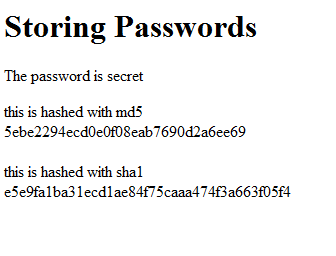 Storing Passwords
The password is secret
this is hashed with md5
5ebe2294ecd0e0f08eab7690d2a6ee69
this is hashed with sha1
e5e9fa1ba31ecd1ae84f75caaa474f3a663f05f4